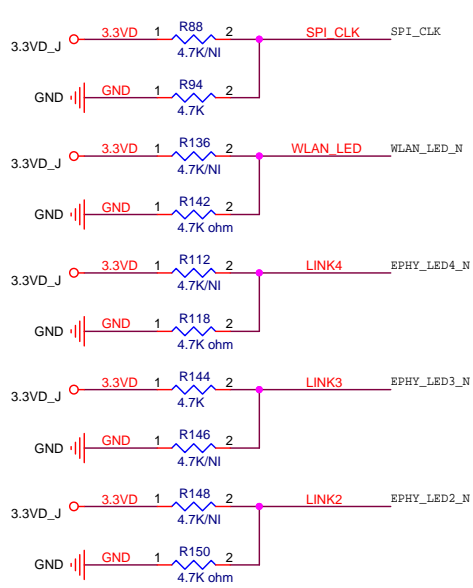 R88
3.3VD 1 2 SPI_CLK SPI_CLK
3.3VD_J
4.7K/NI
R94
GND GND 1 2
4.7K
R136
3.3VD 1 2 WLAN_LED WLAN_LED_N
3.3VD_J
4.7K/NI
R142
GND GND 1 2
4.7K ohm
R112
3.3VD 1 2 LINK4 EPHY_LED4_N
3.3VD_J
4.7K/NI
R118
GND GND 1 2
4.7K ohm
R144
3.3VD 1 2 LINK3 EPHY_LED3_N
3.3VD_J
4.7K
R146
GND GND 1 2
4.7K/NI
R148
3.3VD 1 2 LINK2 EPHY_LED2_N
3.3VD_J
4.7K/NI
R150
GND GND 1 2
4.7K ohm